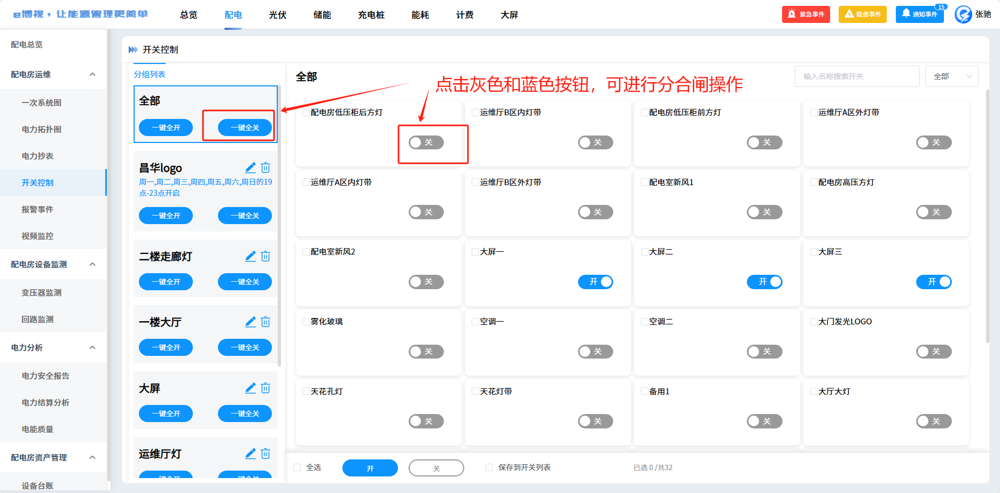 e博视，让能源管理更简单
总览
配电
光伏
储能
充电桩
能耗
计费
大屏
紧急事件
隐患事件
通知事件
15
张驰
配电总览
配电房运维
一次系统图
电力拓扑图
电力抄表
开关控制
报警事件
视频监控
配电房设备监测
变压器监测
回路监测
电力分析
电力安全报告
电力结算分析
电能质量
配电房资产管理
设备台账
开关控制
分组列表
全部
一键全开
一键全关
昌华logo
周一,周二,周三,周四,周五,周六,周日的19
点-23点开启
一键全开
一键全关
二楼走廊灯
一键全开
一键全关
一楼大厅
一键全开
一键全关
大屏
一键全开
一键全关
运维厅灯
一键全开
一键全关
全部
点击灰色和蓝色按钮，可进行分合闸操作
输入名称搜索开关
全部
配电房低压柜后方灯
关
运维厅B区内灯带
关
配电房低压柜前方灯
关
运维厅A区外灯带
关
运维厅A区内灯带
关
运维厅B区外灯带
关
配电室新风1
关
配电房高压方灯
关
配电室新风2
关
大屏一
开
大屏二
开
大屏三
开
雾化玻璃
关
空调一
关
空调二
关
大门发光LOGO
关
天花孔灯
关
天花灯带
关
备用1
关
大厅大灯
关
全选
开
关
保存到开关列表
已选 0 /共32